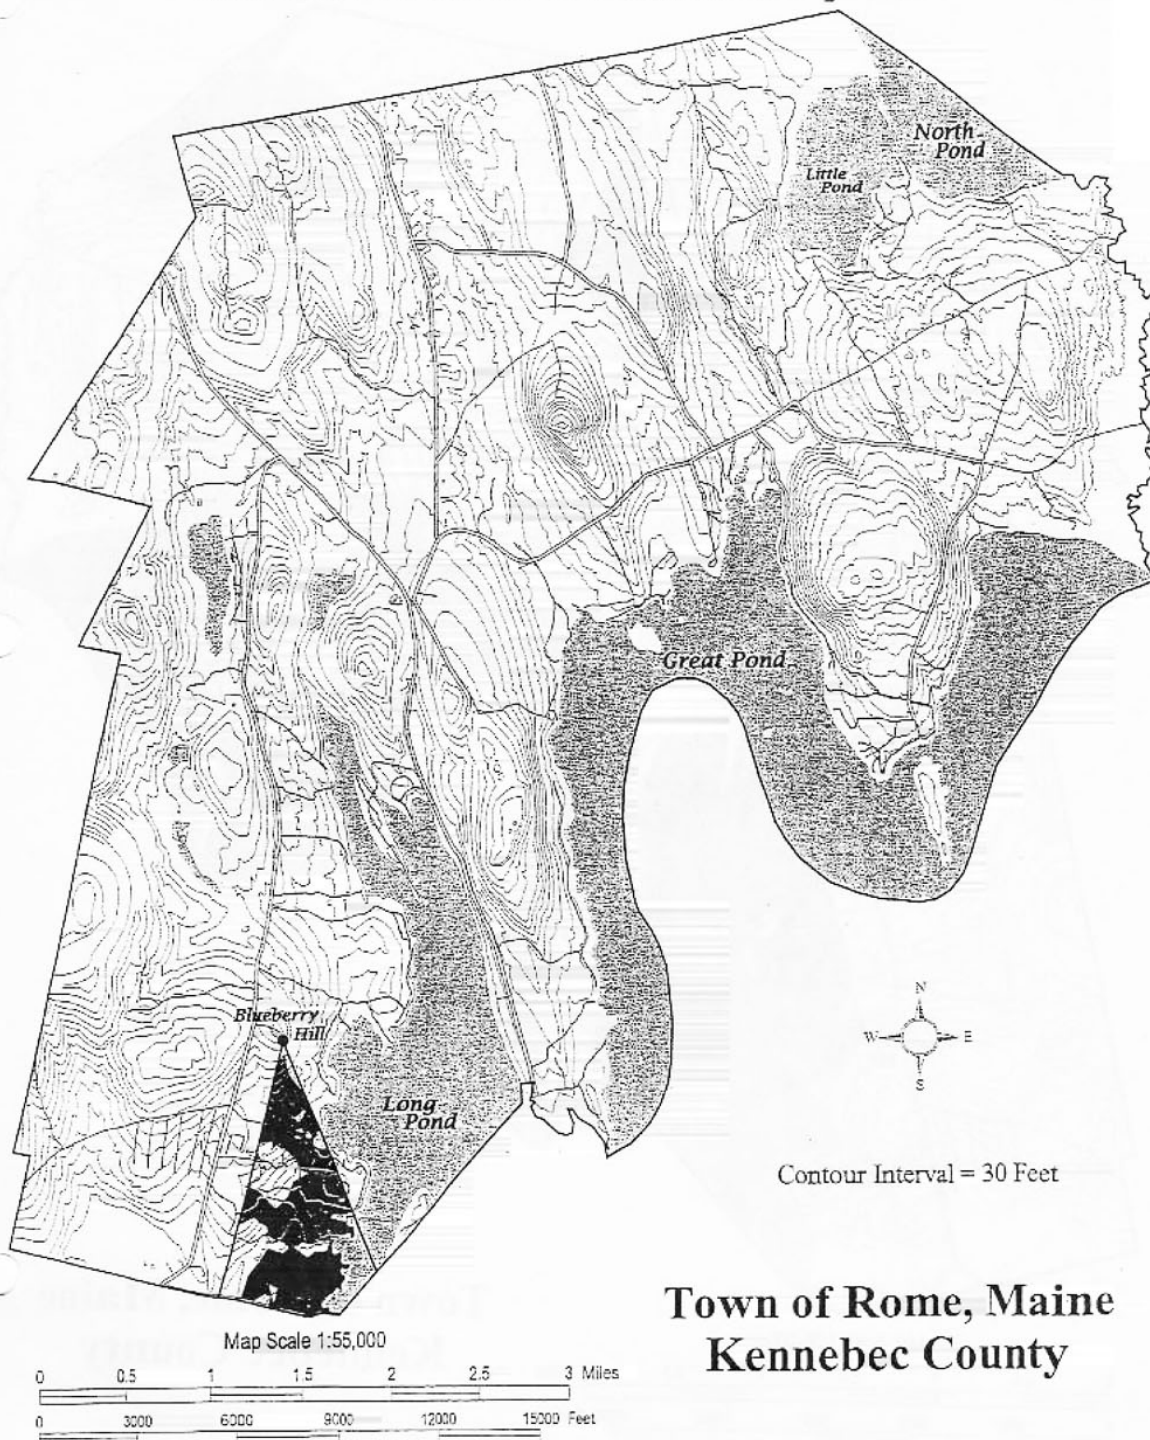 North
Pond
Little
Pond
Great Pond
N
W
E
S
Blueberry
Hill
Long
Pond
Contour Interval = 30 Feet
Town of Rome, Maine
Kennebec County
Map Scale 1:55,000
0 0.5 1 1.5 2 2.5 3 Miles
0 3000 6000 9000 12000 15000 Feet